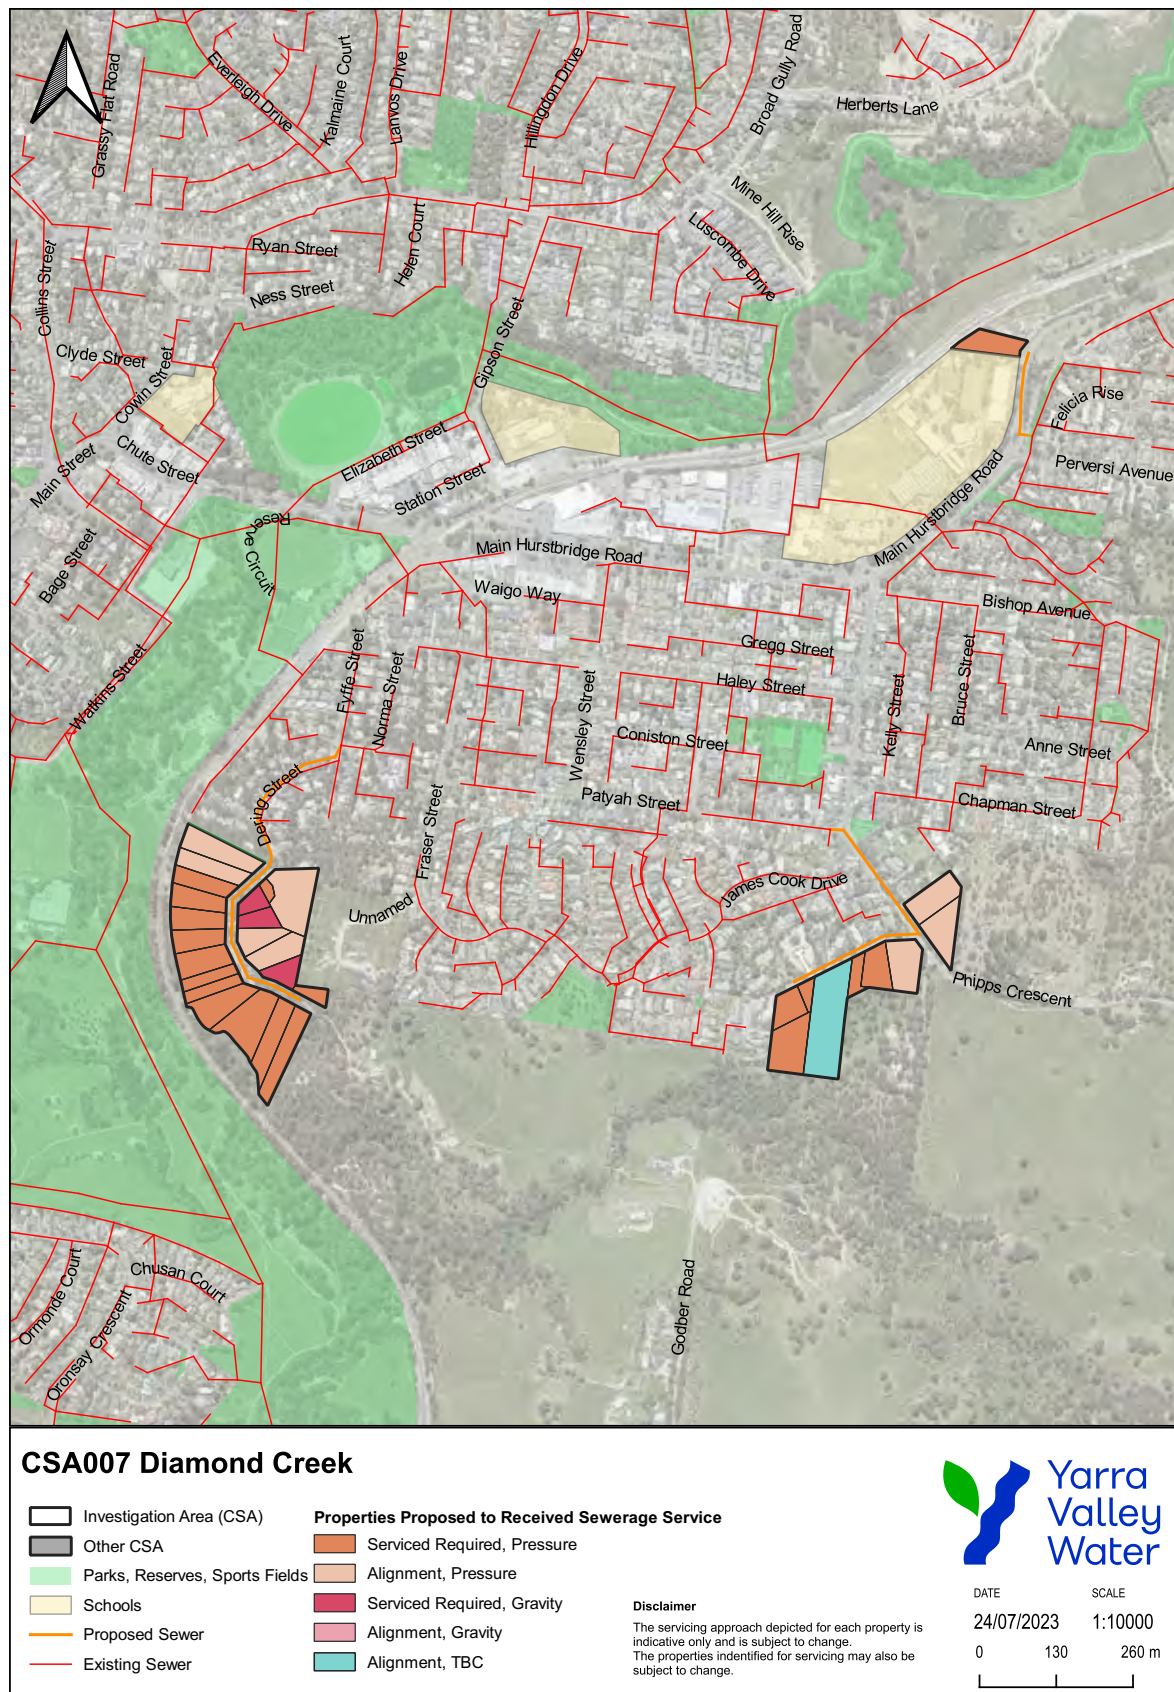 Grassy Flat Road
Everleigh Drive
Kalmaine Court
Lanvos Drive
Hillingdon Drive
Broad Gully Road
Herberts Lane
Mine Hill Rise
Luscombe Drive
Collins Street
Ryan Street
Helen Court
Ness Street
Gipson Street
Clyde Street
Cowin Street
Chute Street
Main Street
Elizabeth Street
Station Street
Felicia Rise
Perversi Avenue
Main Hurstbridge Road
Reserve Circuit
Bage Street
Main Hurstbridge Road
Waigo Way
Bishop Avenue
Gregg Street
Haley Street
Watkins Street
Fyffe Street
Norma Street
Wensley Street
Coniston Street
Kelly Street
Bruce Street
Anne Street
Dering Street
Patyah Street
Chapman Street
Fraser Street
James Cook Drive
Unnamed
Phipps Crescent
Ormonde Court
Chusan Court
Oronsay Crescent
Godber Road
CSA007 Diamond Creek
Investigation Area (CSA)
Other CSA
Parks, Reserves, Sports Fields
Schools
Proposed Sewer
Existing Sewer
Properties Proposed to Received Sewerage Service
Serviced Required, Pressure
Alignment, Pressure
Serviced Required, Gravity
Alignment, Gravity
Alignment, TBC
Disclaimer
The servicing approach depicted for each property is
indicative only and is subject to change.
The properties indentified for servicing may also be
subject to change.
Yarra
Valley
Water
DATE SCALE
24/07/2023 1:10000
0 130 260 m